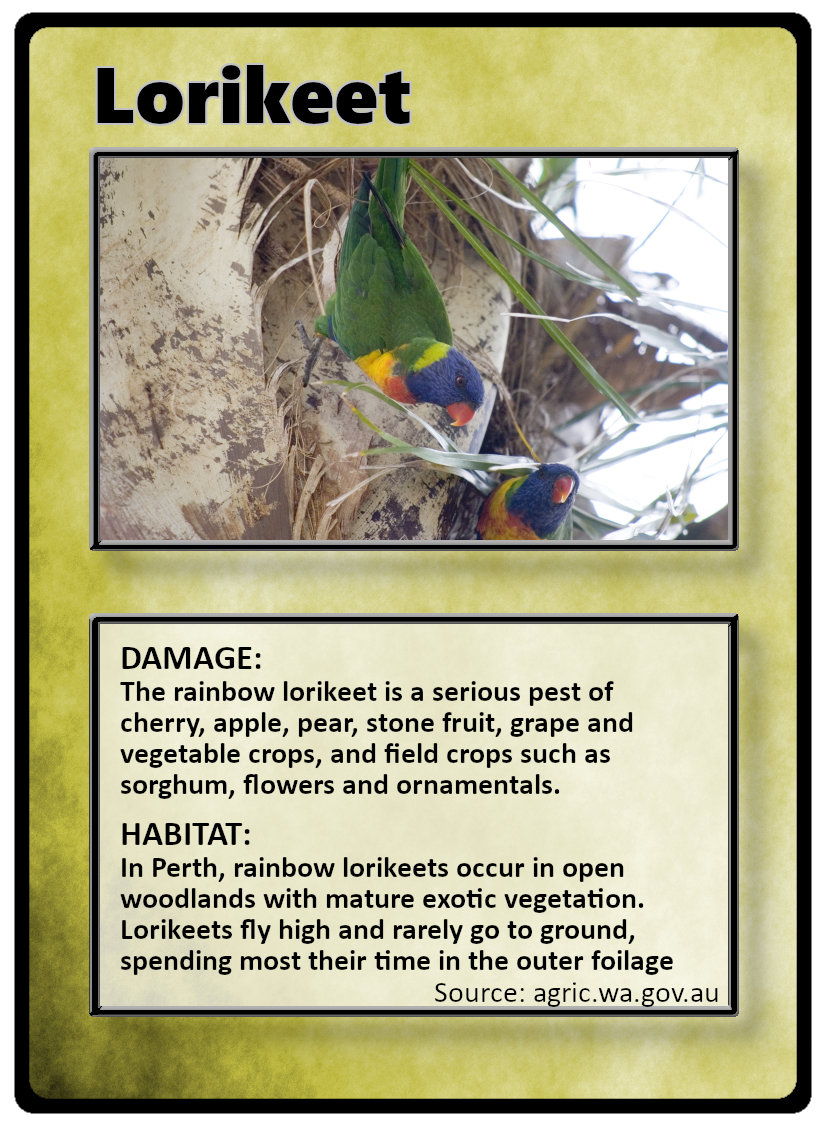 Lorikeet
DAMAGE:
The rainbow lorikeet is a serious pest of
cherry, apple, pear, stone fruit, grape and
vegetable crops, and field crops such as
sorghum, flowers and ornamentals.
HABITAT:
In Perth, rainbow lorikeets occur in open
woodlands with mature exotic vegetation.
Lorikeets fly high and rarely go to ground,
spending most their time in the outer foilage
Source: agric.wa.gov.au